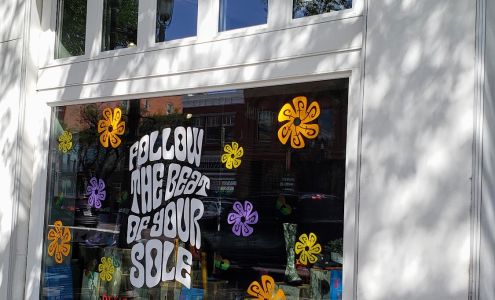 FOLLOW
THE BEAT
OF YOUR
SOLE